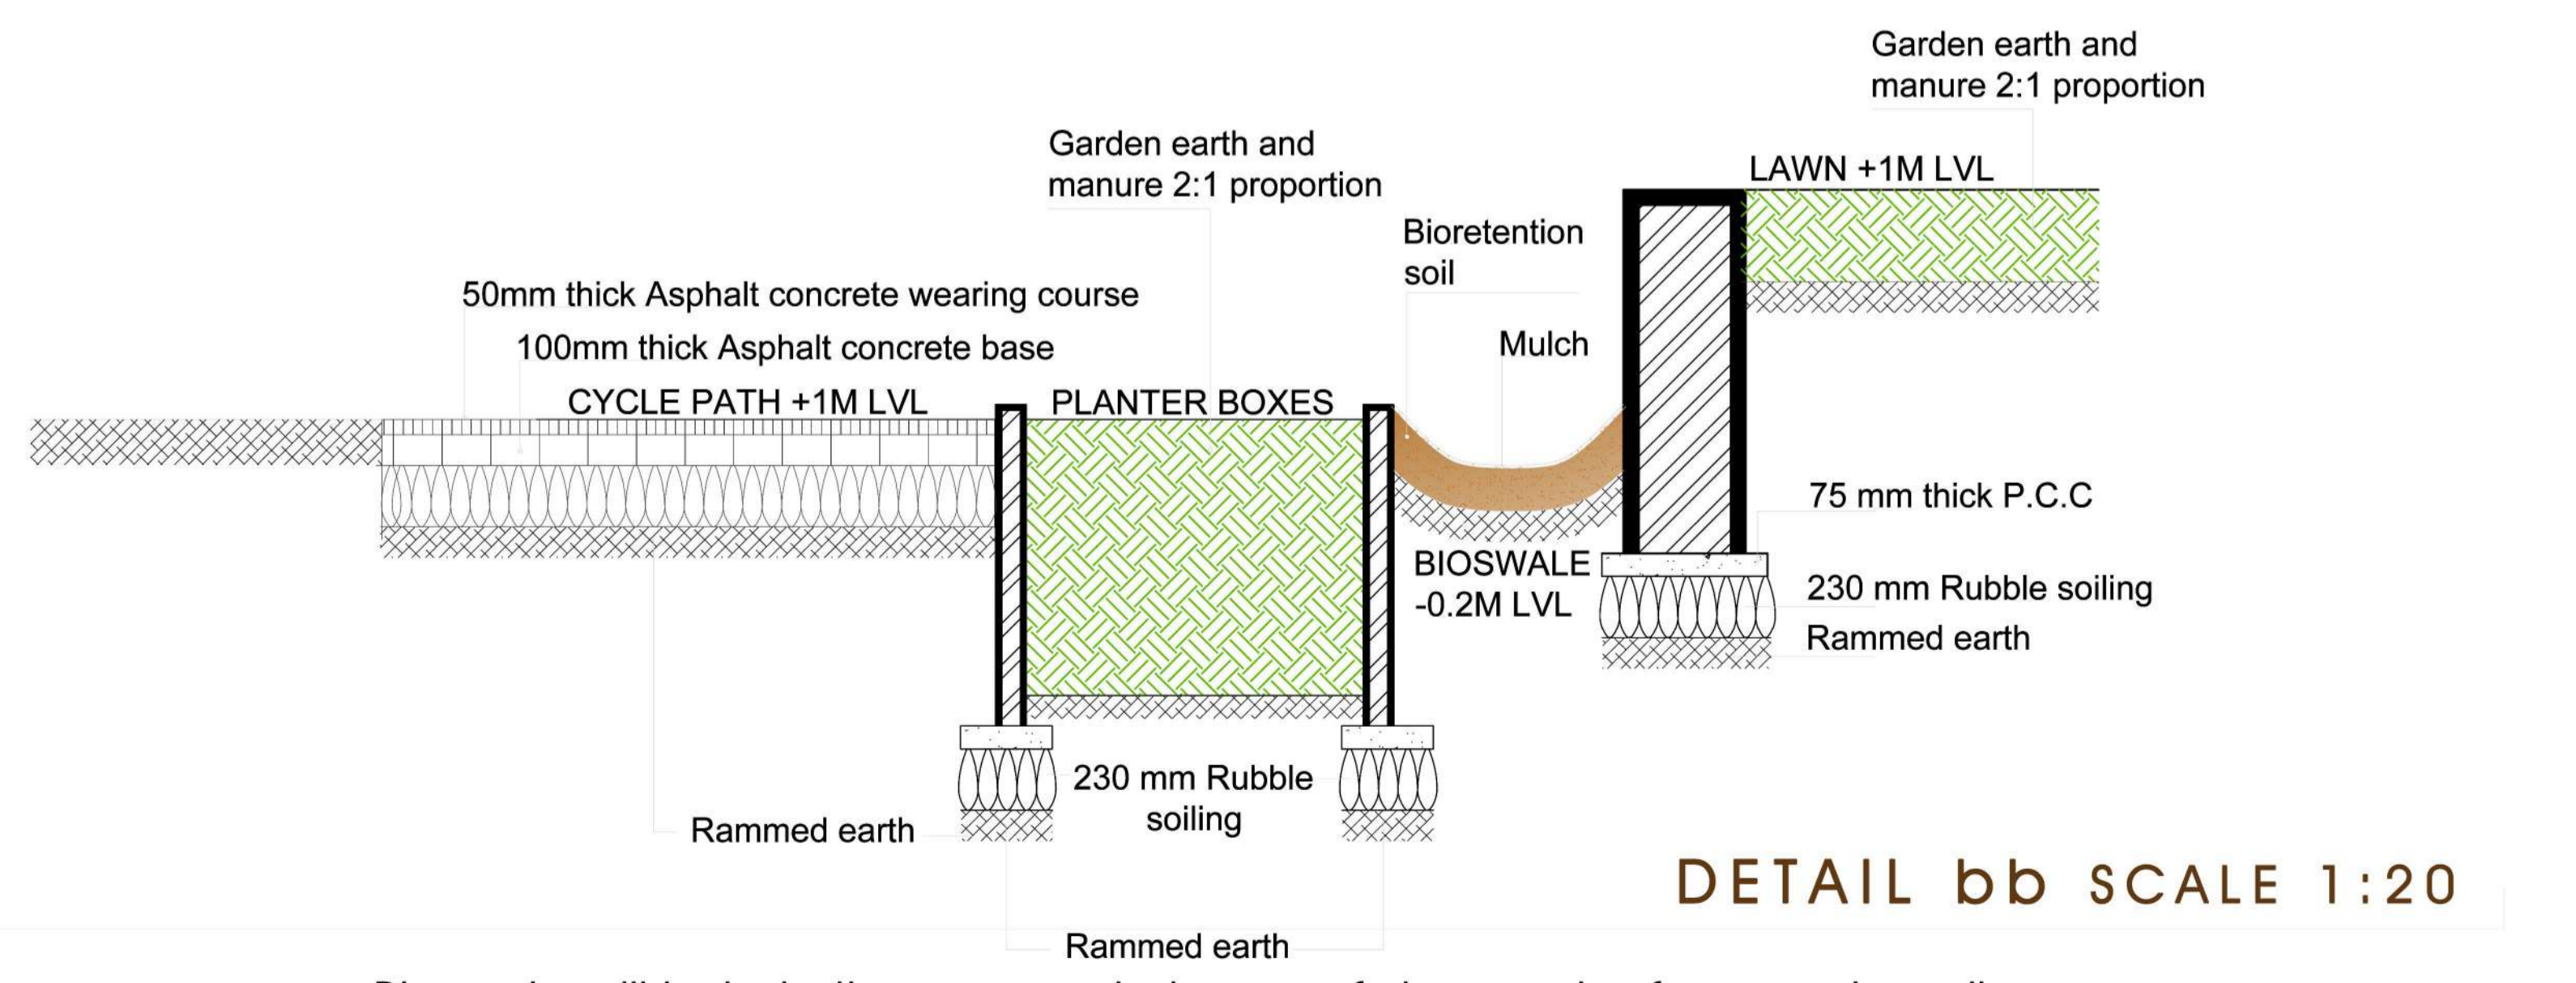 Garden earth and
manure 2:1 proportion
LAWN +1M LVL
Garden earth and
manure 2:1 proportion
Bioretention
soil
Mulch
50mm thick Asphalt concrete wearing course
100mm thick Asphalt concrete base
CYCLE PATH +1M LVL
PLANTER BOXES
75 mm thick P.C.C
BIOSWALE
-0.2M LVL
230 mm Rubble soiling
Rammed earth
230 mm Rubble
soiling
Rammed earth
DETAIL bb SCALE 1:20
Rammed earth